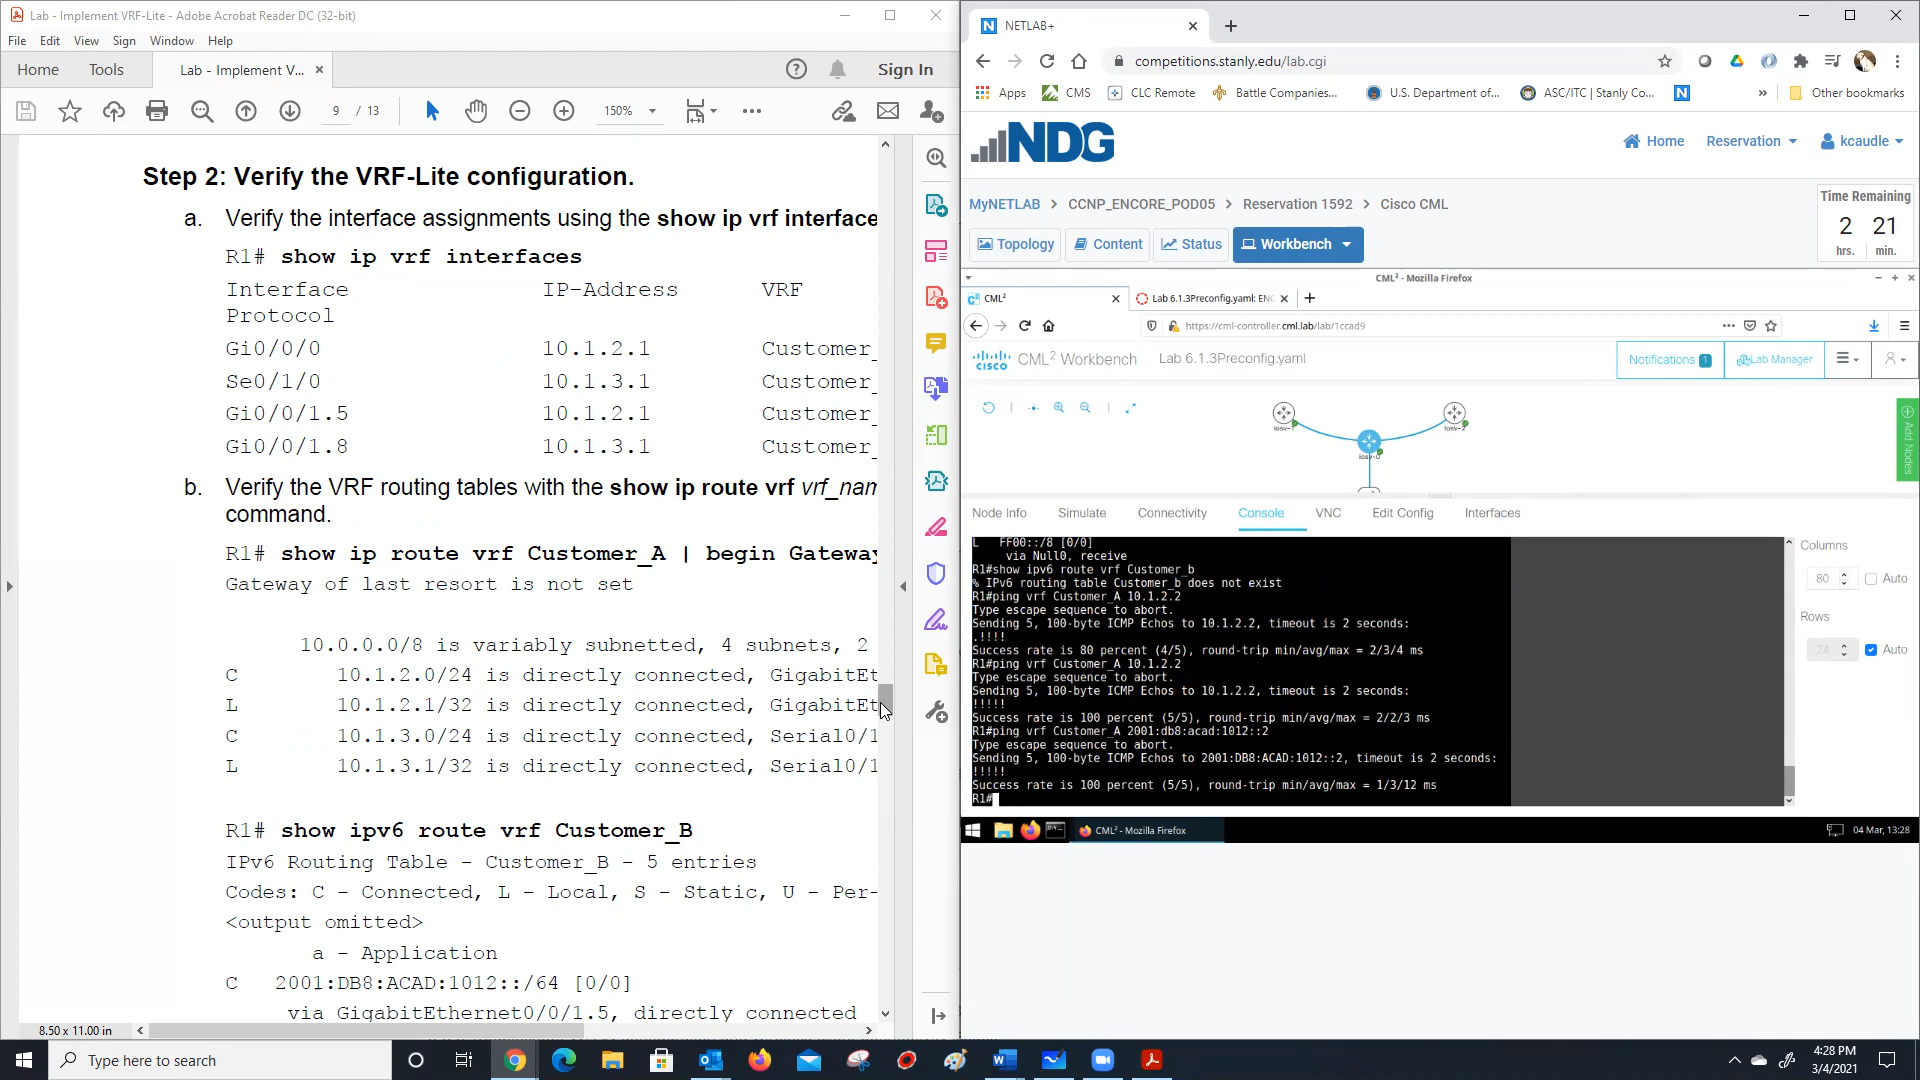 Lab - Implement VRF-Lite - Adobe Acrobat Reader DC (32-bit)
File Edit View Sign Window Help
Home Tools Lab - Implement V... Sign In
9 / 13 150%
Step 2: Verify the VRF-Lite configuration.
a. Verify the interface assignments using the show ip vrf interface
R1# show ip vrf interfaces
Interface IP-Address VRF
Protocol
Gi0/0/0 10.1.2.1 Customer_
Se0/1/0 10.1.3.1 Customer_
Gi0/0/1.5 10.1.2.1 Customer_
Gi0/0/1.8 10.1.3.1 Customer_
b. Verify the VRF routing tables with the show ip route vrf vrf_nam
command.
R1# show ip route vrf Customer_A | begin Gateway
Gateway of last resort is not set
10.0.0.0/8 is variably subnetted, 4 subnets, 2
C 10.1.2.0/24 is directly connected, GigabitEt
L 10.1.2.1/32 is directly connected, GigabitEt
C 10.1.3.0/24 is directly connected, Serial0/1
L 10.1.3.1/32 is directly connected, Serial0/1
R1# show ipv6 route vrf Customer_B
IPv6 Routing Table - Customer_B - 5 entries
Codes: C - Connected, L - Local, S - Static, U - Per-
<output omitted>
a - Application
C 2001:DB8:ACAD:1012::/64 [0/0]
via GigabitEthernet0/0/1.5, directly connected
8.50 x 11.00 in
NETLAB+
competitions.stanly.edu/lab.cgi
Apps CMS CLC Remote Battle Companies... U.S. Department of... ASC/ITC | Stanly Co... N » Other bookmarks
NDG
Home Reservation kcaudle
MyNETLAB > CCNP_ENCORE_POD05 > Reservation 1592 > Cisco CML
Time Remaining
2 21
hrs. min.
Topology Content Status Workbench
CML² - Mozilla Firefox
CML² Lab 6.1.3Preconfig.yaml: EN
https://cml-controller.cml.lab/lab/1ccad9
cisco CML² Workbench Lab 6.1.3Preconfig.yaml
Notifications 1 Lab Manager
iosv-1 iosv-2
iosv-0
Add Nodes
Node Info Simulate Connectivity Console VNC Edit Config Interfaces
L FF00::/8 [0/0]
via Null0, receive
R1#show ipv6 route vrf Customer_b
% IPv6 routing table Customer_b does not exist
R1#ping vrf Customer_A 10.1.2.2
Type escape sequence to abort.
Sending 5, 100-byte ICMP Echos to 10.1.2.2, timeout is 2 seconds:
.!!!!
Success rate is 80 percent (4/5), round-trip min/avg/max = 2/3/4 ms
R1#ping vrf Customer_A 10.1.2.2
Type escape sequence to abort.
Sending 5, 100-byte ICMP Echos to 10.1.2.2, timeout is 2 seconds:
!!!!!
Success rate is 100 percent (5/5), round-trip min/avg/max = 2/2/3 ms
R1#ping vrf Customer_A 2001:db8:acad:1012::2
Type escape sequence to abort.
Sending 5, 100-byte ICMP Echos to 2001:DB8:ACAD:1012::2, timeout is 2 seconds:
!!!!!
Success rate is 100 percent (5/5), round-trip min/avg/max = 1/3/12 ms
R1#
Columns
80 Auto
Rows
24 Auto
CML² - Mozilla Firefox
04 Mar, 13:28
Type here to search
4:28 PM
3/4/2021